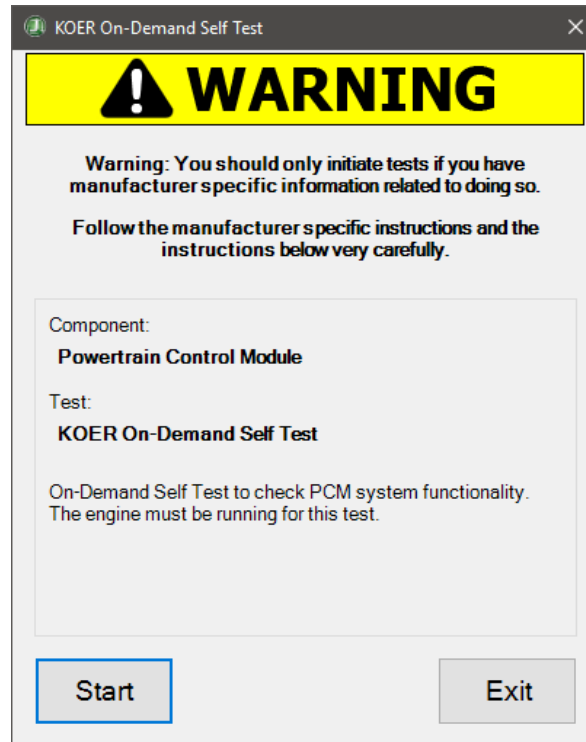 KOER On-Demand Self Test
WARNING
Warning: You should only initiate tests if you have
manufacturer specific information related to doing so.
Follow the manufacturer specific instructions and the
instructions below very carefully.
Component:
Powertrain Control Module
Test:
KOER On-Demand Self Test
On-Demand Self Test to check PCM system functionality.
The engine must be running for this test.
Start
Exit